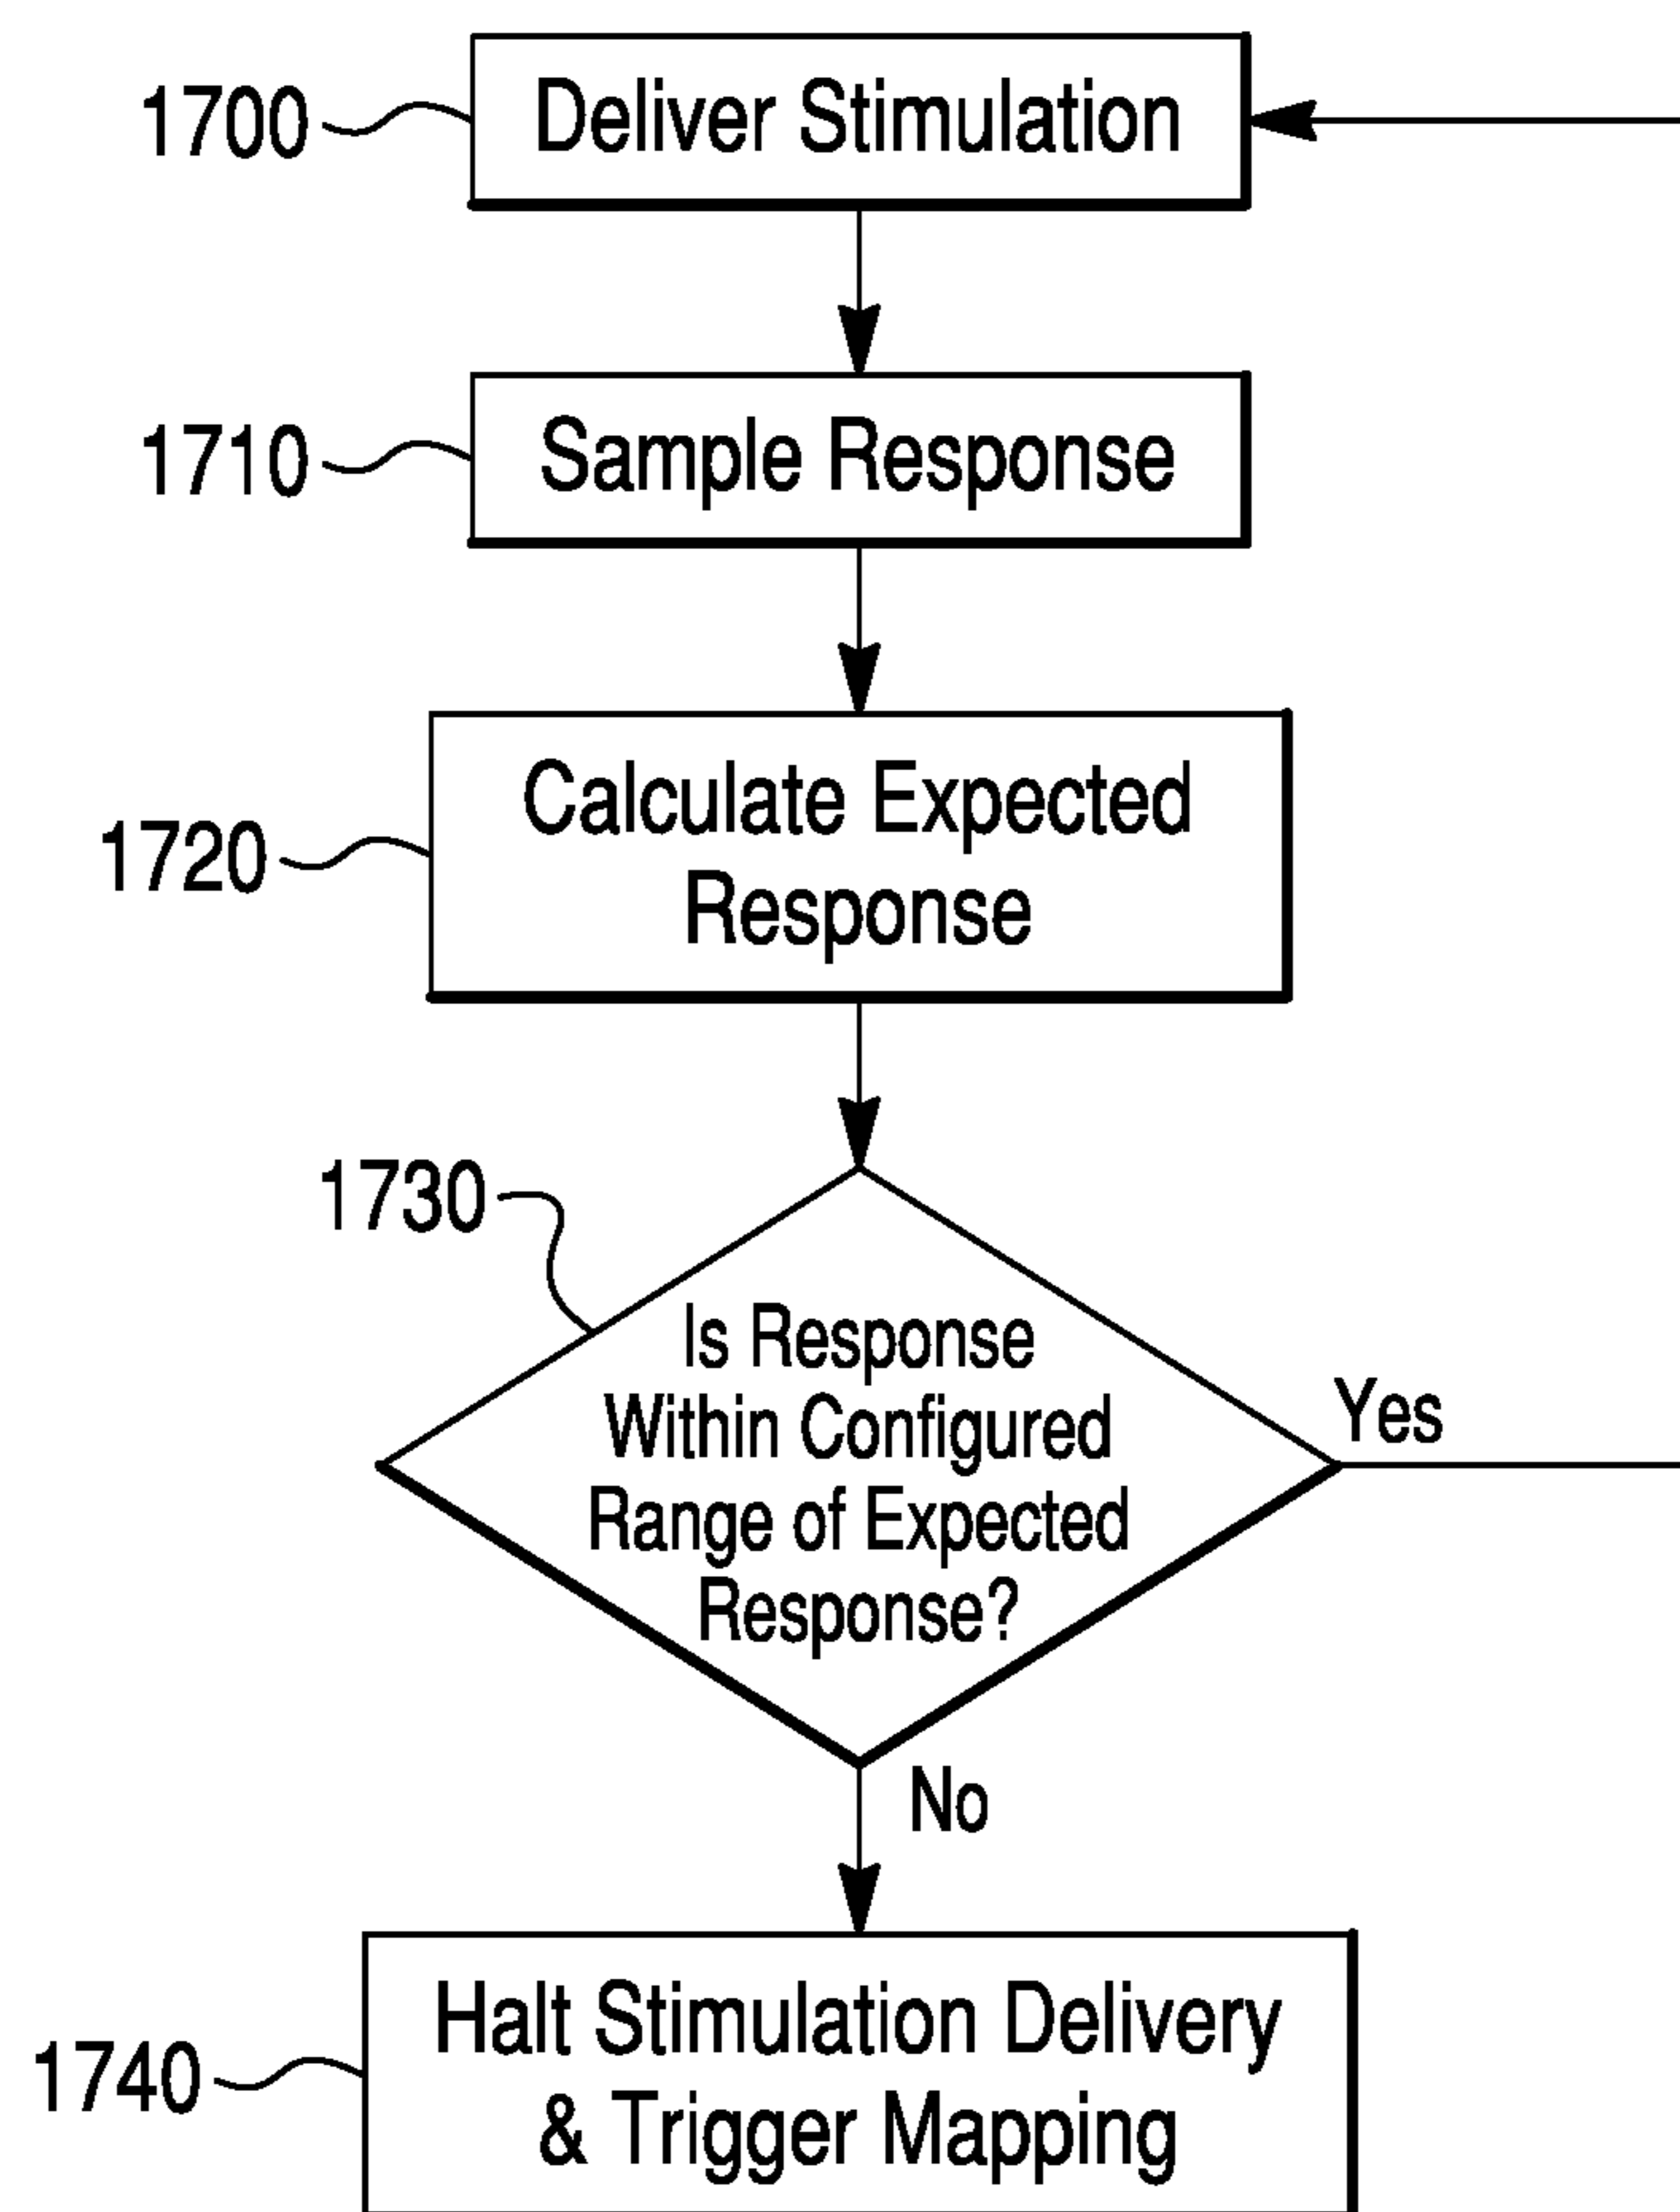 1700
Deliver Stimulation
1710
Sample Response
1720
Calculate Expected
Response
1730
Is Response
Within Configured
Range of Expected
Response?
Yes
No
1740
Halt Stimulation Delivery
& Trigger Mapping